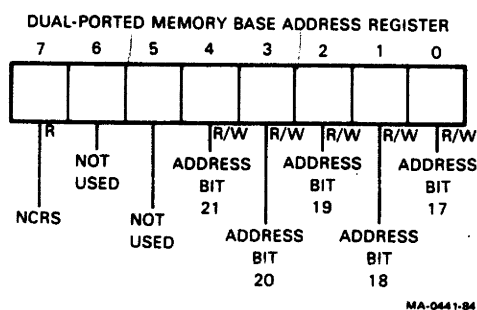 DUAL-PORTED MEMORY BASE ADDRESS REGISTER
7 6 5 4 3 2 1 0
R R/W R/W R/W R/W R/W
NOT USED
ADDRESS BIT 21
ADDRESS BIT 19
ADDRESS BIT 17
NCRS
NOT USED
ADDRESS BIT 20
ADDRESS BIT 18
MA-0441-84